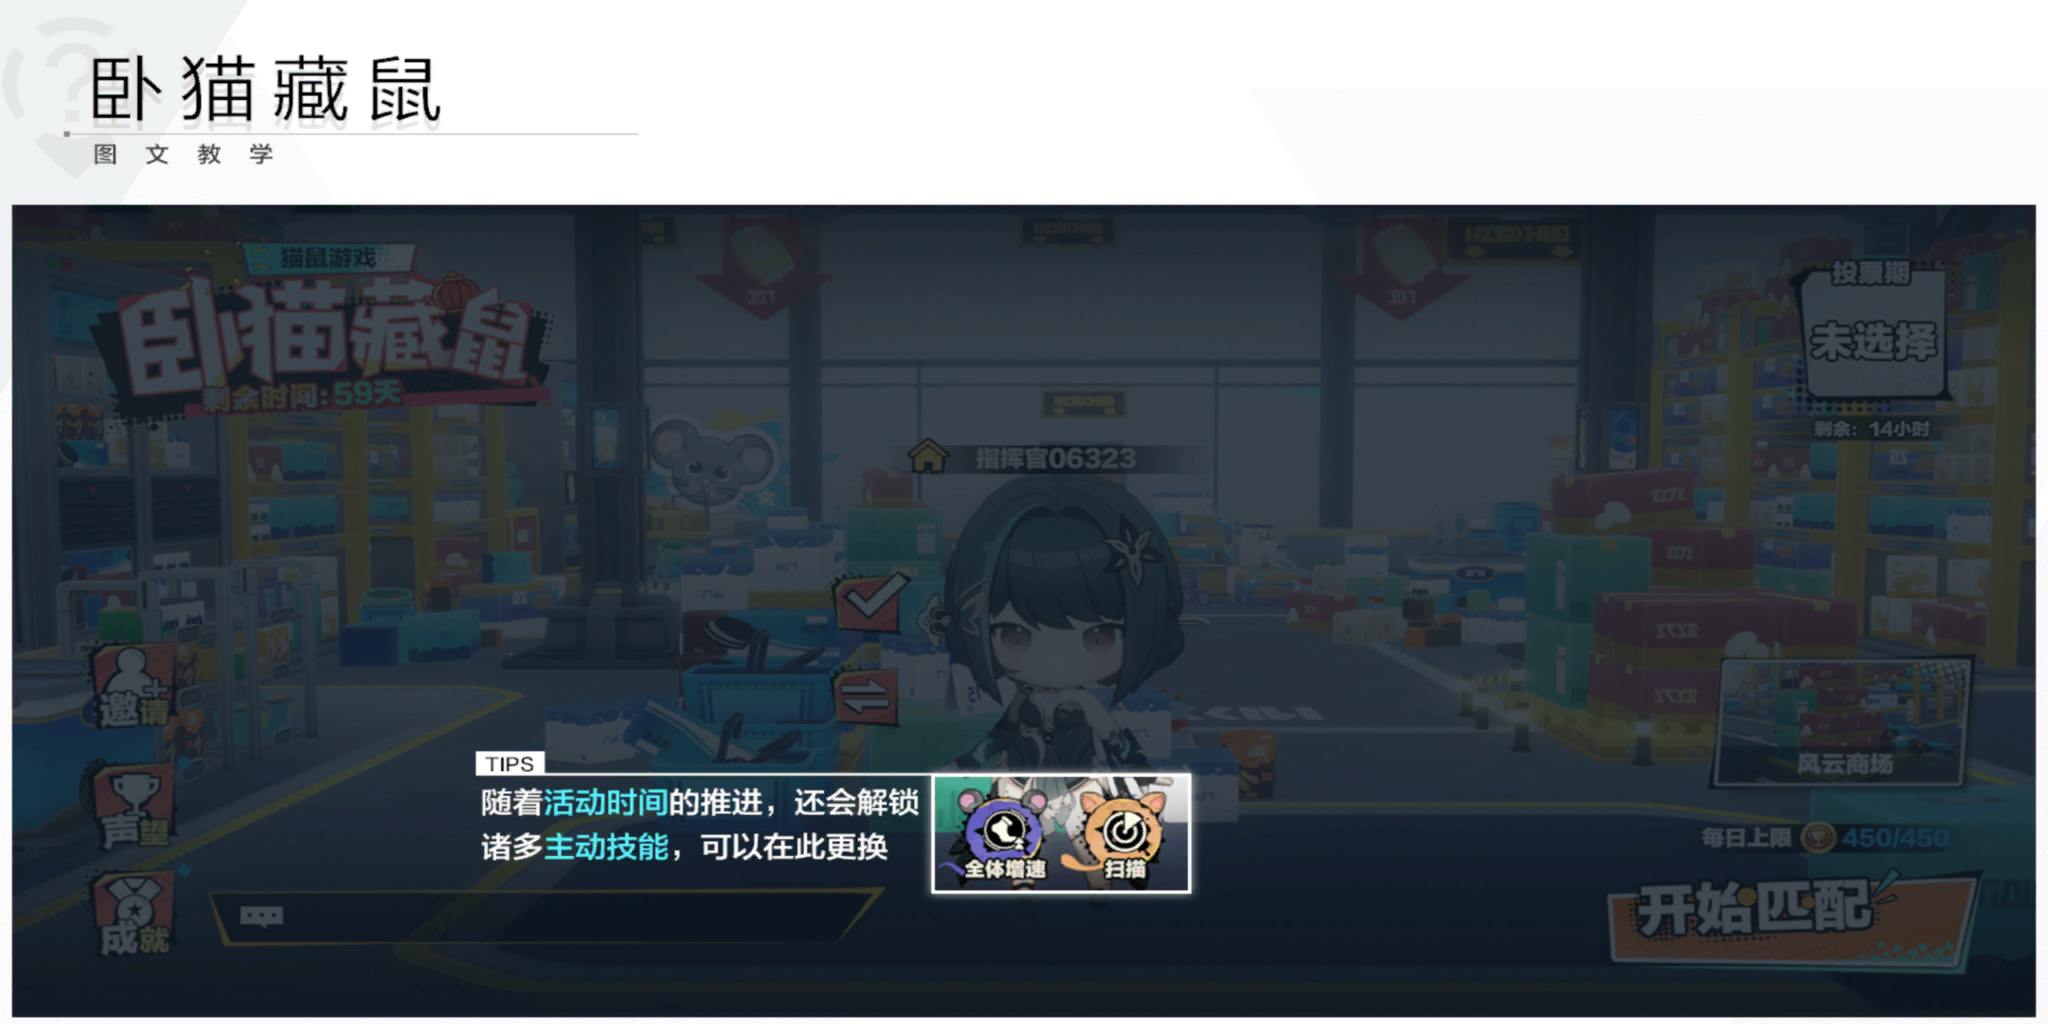 卧猫藏鼠
图文教学
猫鼠游戏
卧猫藏鼠
剩余时间:59天
投票期
未选择
剩余: 14小时
指挥官06323
邀请
声望
成就
TIPS
随着活动时间的推进，还会解锁
诸多主动技能，可以在此更换
全体增速
扫描
风云商场
每日上限 450/450
开始匹配